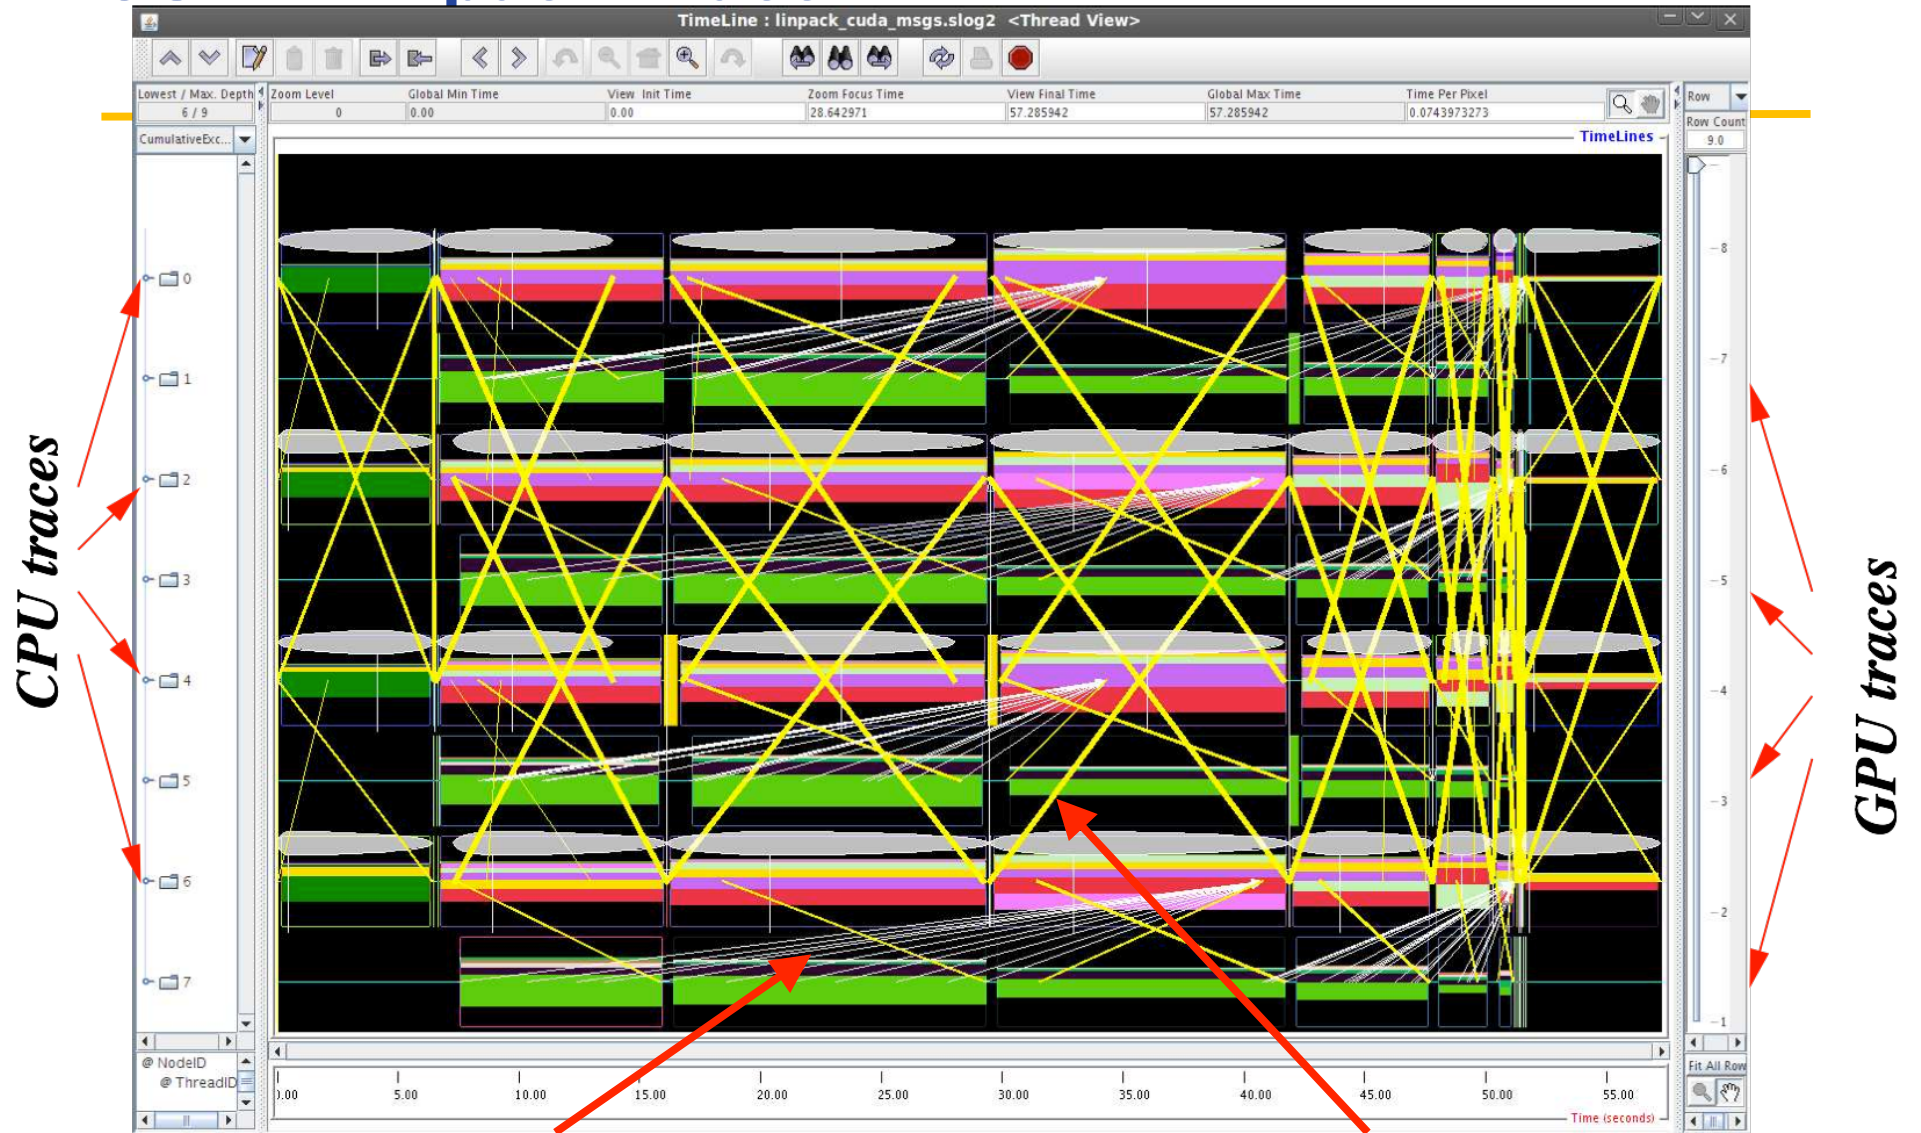 TimeLine : linpack_cuda_msgs.slog2 <Thread View>
Lowest / Max. Depth
Zoom Level
Global Min Time
View Init Time
Zoom Focus Time
View Final Time
Global Max Time
Time Per Pixel
Row
6 / 9
0
0.00
0.00
28.642971
57.285942
57.285942
0.0743973273
Row Count
CumulativeExc...
TimeLines
9.0
0
1
2
3
4
5
6
7
8
7
6
5
4
3
2
1
CPU traces
GPU traces
@ NodeID
@ ThreadID
Fit All Row
5.00
10.00
15.00
20.00
25.00
30.00
35.00
40.00
45.00
50.00
55.00
Time (seconds)